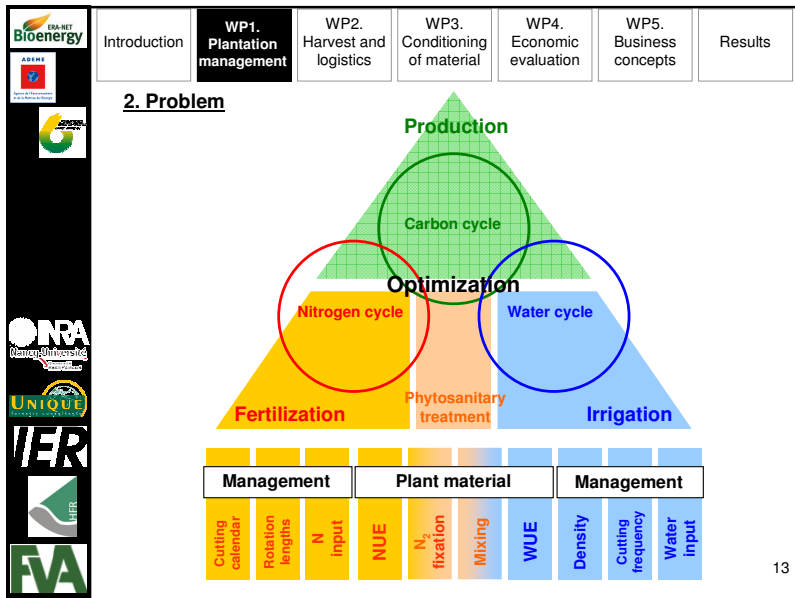 ERA-NET
Bioenergy
ADEME
Introduction
WP1.
Plantation
management
WP2.
Harvest and
logistics
WP3.
Conditioning
of material
WP4.
Economic
evaluation
WP5.
Business
concepts
Results
2. Problem
Production
Carbon cycle
Optimization
Nitrogen cycle
Water cycle
Phytosanitary
treatment
Fertilization
Irrigation
Management
Plant material
Management
Cutting
calendar
Rotation
lengths
N
input
NUE
N2
fixation
Mixing
WUE
Density
Cutting
frequency
Water
input
INRA
Nancy-Université
UNIQUE
IER
HFR
FVA
13